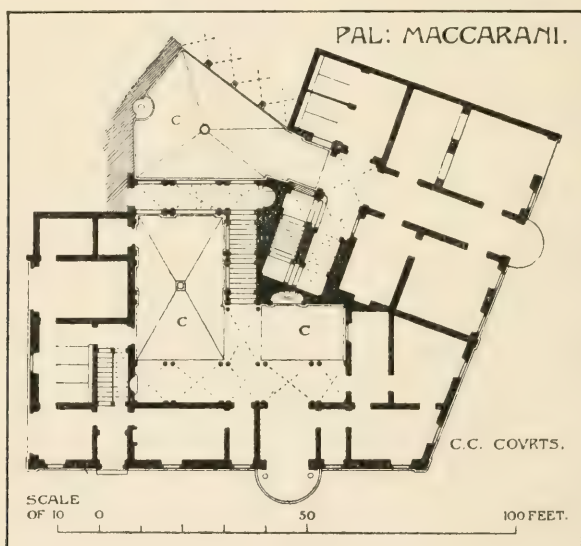 PAL: MACCARANI.
C
C
C
C.C. COVRTS.
SCALE
OF 10 0 50 100 FEET.